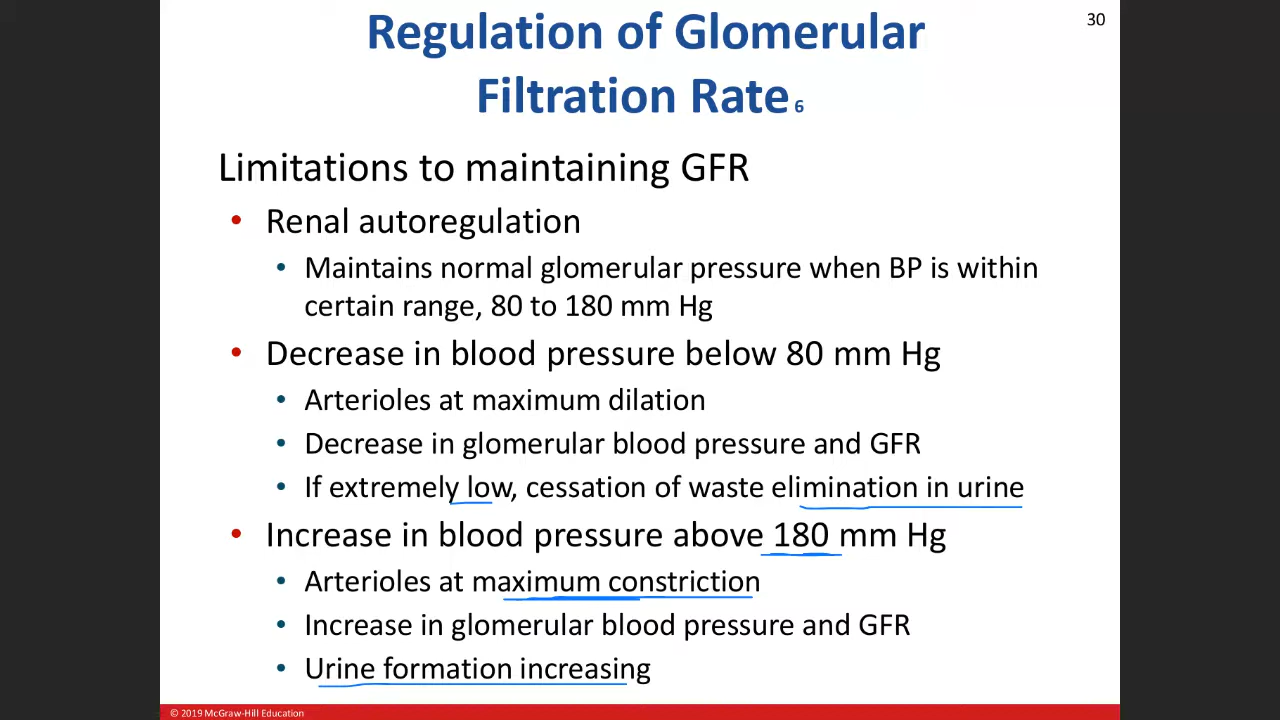 30
Regulation of Glomerular
Filtration Rate 6
Limitations to maintaining GFR
• Renal autoregulation
• Maintains normal glomerular pressure when BP is within
certain range, 80 to 180 mm Hg
• Decrease in blood pressure below 80 mm Hg
• Arterioles at maximum dilation
• Decrease in glomerular blood pressure and GFR
• If extremely low, cessation of waste elimination in urine
• Increase in blood pressure above 180 mm Hg
• Arterioles at maximum constriction
• Increase in glomerular blood pressure and GFR
• Urine formation increasing
© 2019 McGraw-Hill Education